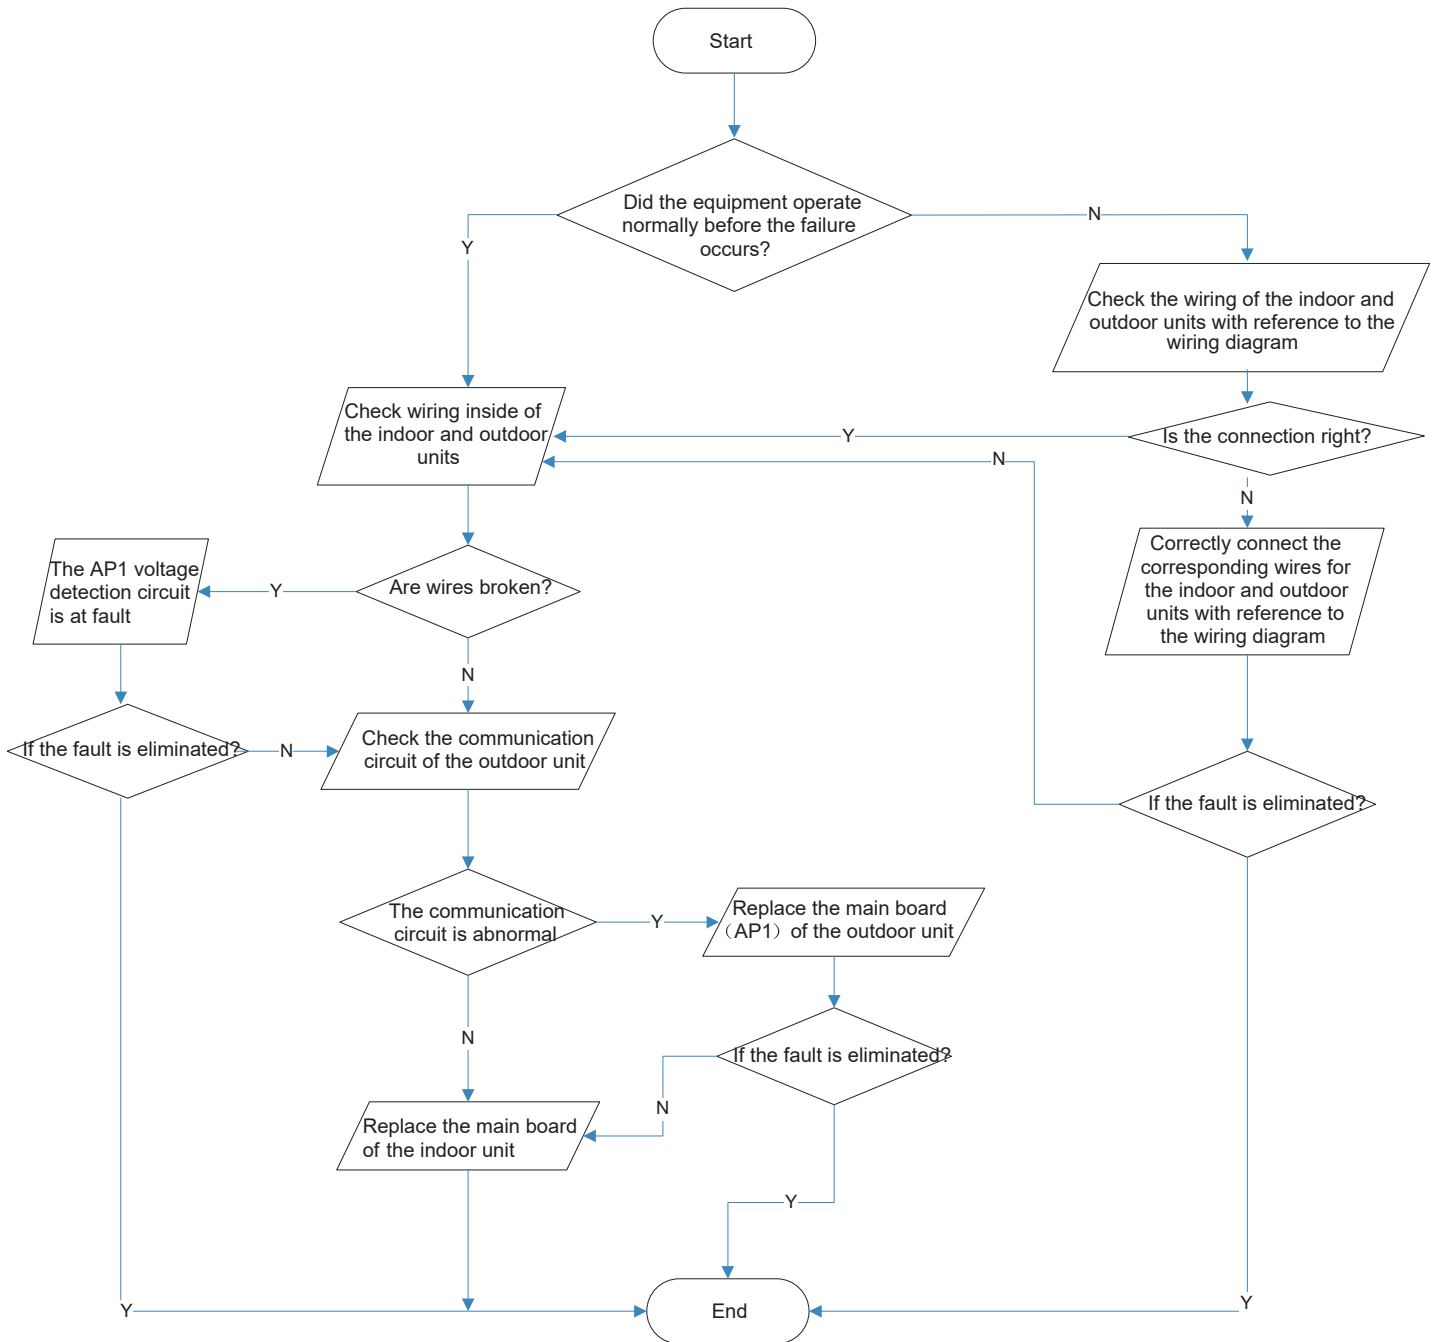 Start
Did the equipment operate
normally before the failure
occurs?
N
Y
Check the wiring of the indoor and
outdoor units with reference to the
wiring diagram
Check wiring inside of
the indoor and outdoor
units
Y
Is the connection right?
N
N
Correctly connect the
corresponding wires for
the indoor and outdoor
units with reference to
the wiring diagram
The AP1 voltage
detection circuit
is at fault
Y
Are wires broken?
N
If the fault is eliminated?
N
Check the communication
circuit of the outdoor unit
If the fault is eliminated?
The communication
circuit is abnormal
Y
Replace the main board
（AP1）of the outdoor unit
N
If the fault is eliminated?
N
Replace the main board
of the indoor unit
Y
Y
End
Y